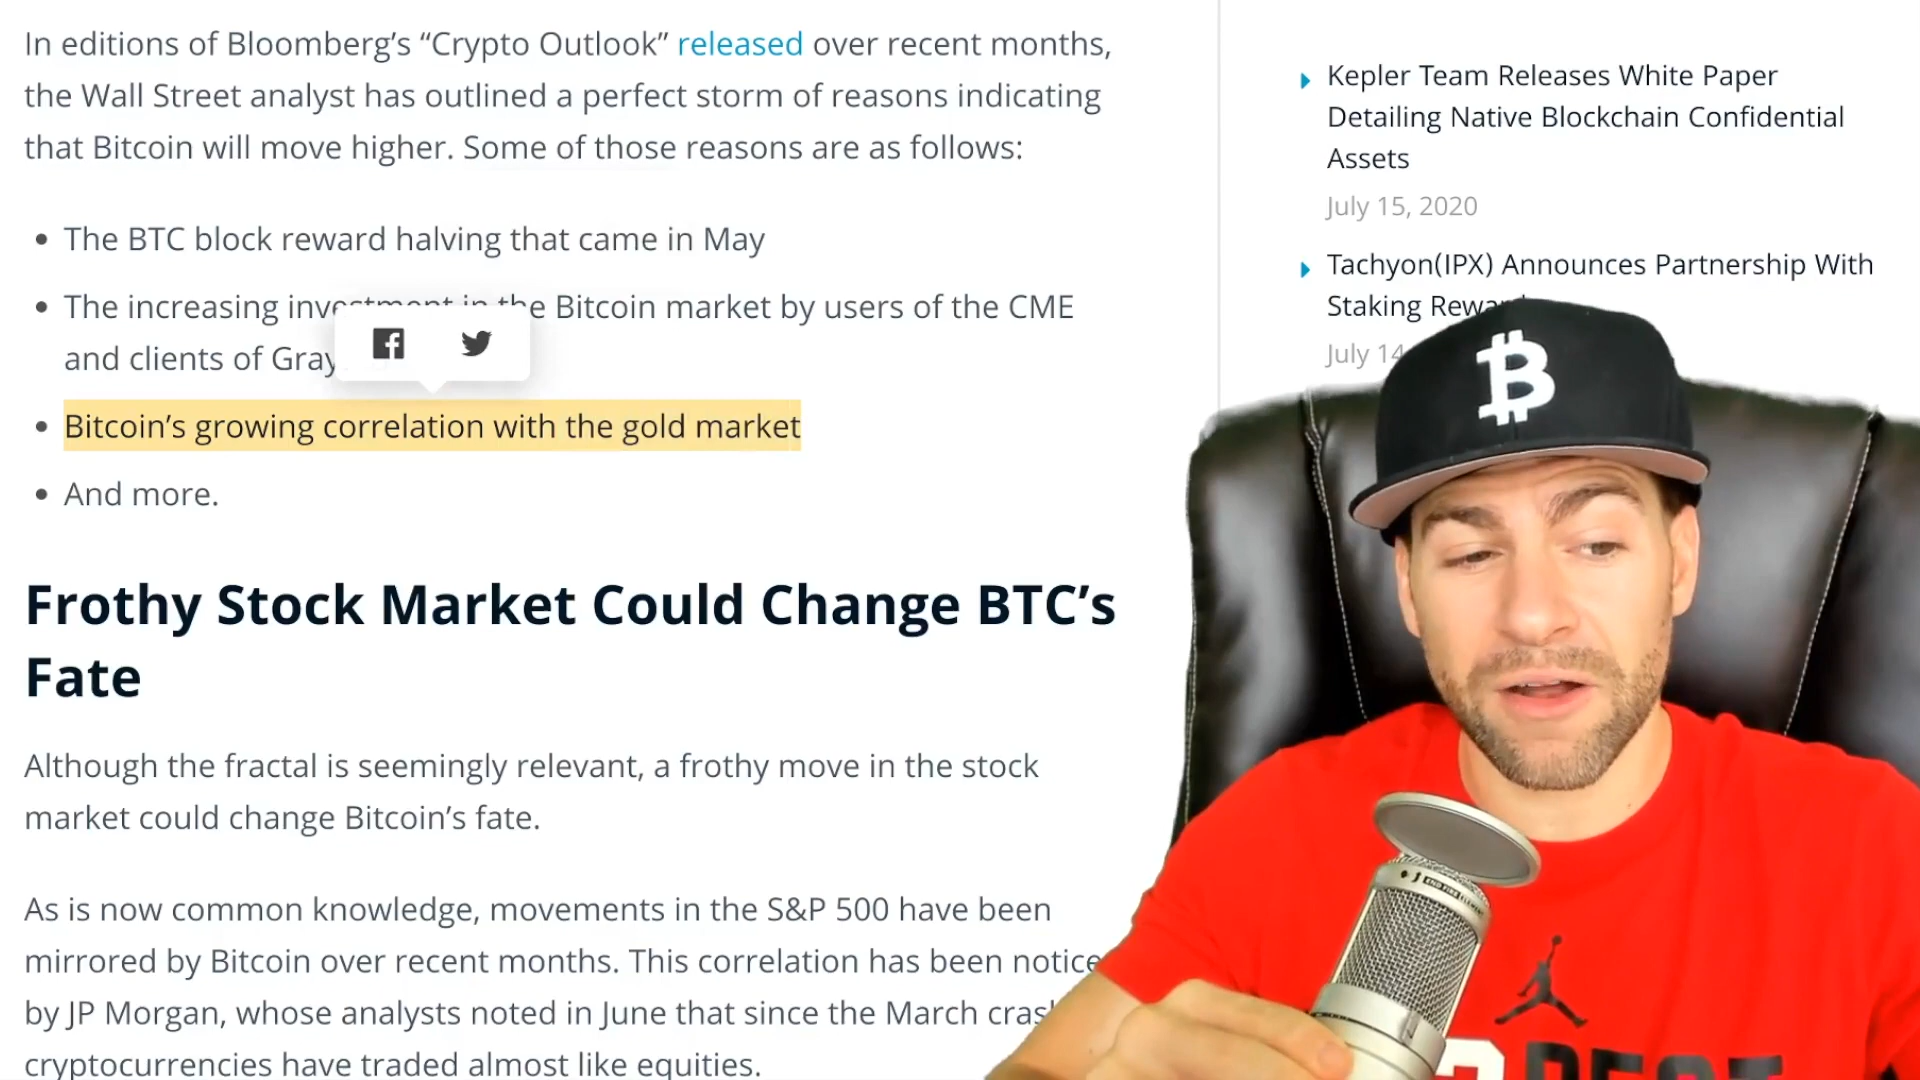 In editions of Bloomberg’s “Crypto Outlook” released over recent months,
the Wall Street analyst has outlined a perfect storm of reasons indicating
that Bitcoin will move higher. Some of those reasons are as follows:
• The BTC block reward halving that came in May
• The increasing investment in the Bitcoin market by users of the CME
and clients of Gray
• Bitcoin’s growing correlation with the gold market
• And more.
Frothy Stock Market Could Change BTC’s
Fate
Although the fractal is seemingly relevant, a frothy move in the stock
market could change Bitcoin’s fate.
As is now common knowledge, movements in the S&P 500 have been
mirrored by Bitcoin over recent months. This correlation has been notice
by JP Morgan, whose analysts noted in June that since the March cras
cryptocurrencies have traded almost like equities.
Kepler Team Releases White Paper
Detailing Native Blockchain Confidential
Assets
July 15, 2020
Tachyon(IPX) Announces Partnership With
Staking Rewar
July 14
END FIRE ELEMENT